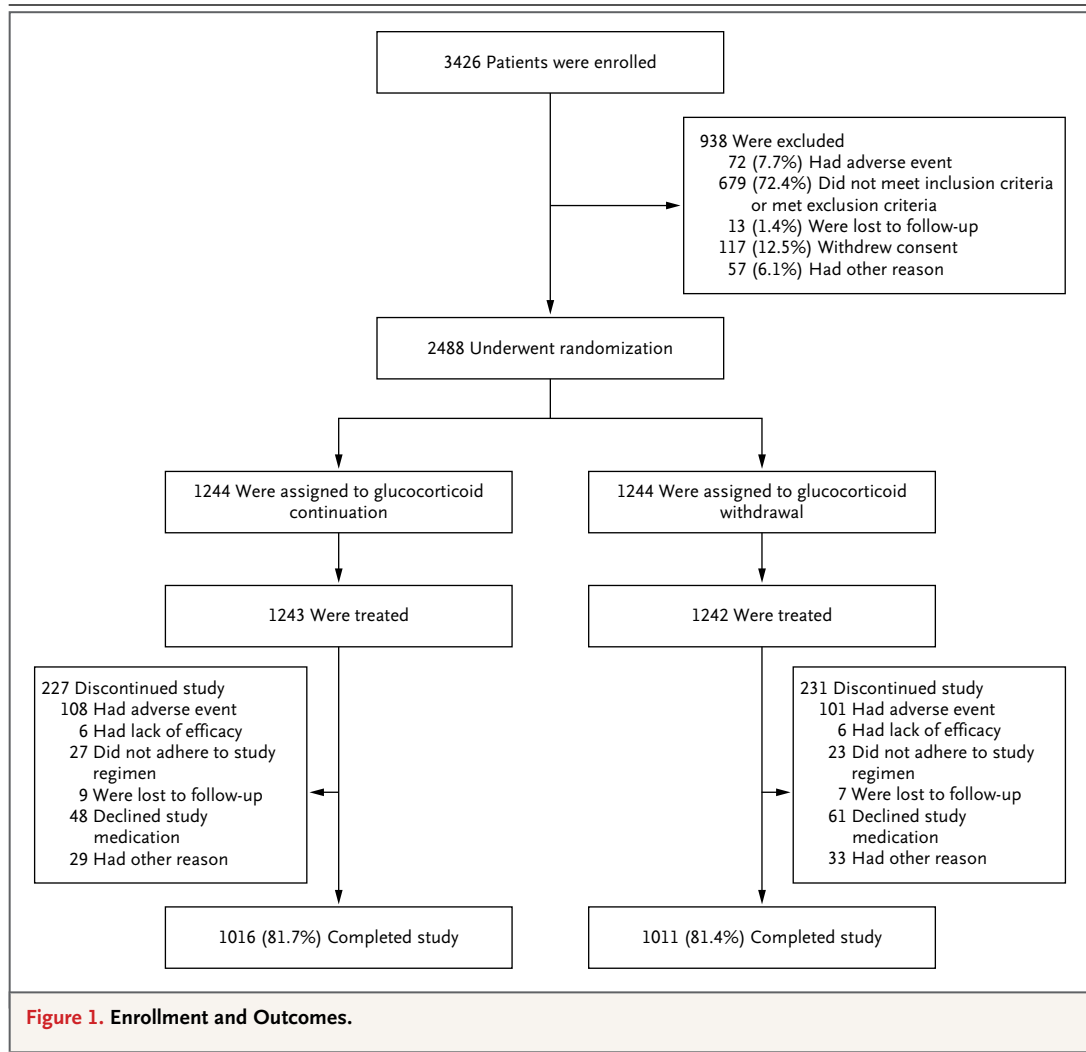 3426 Patients were enrolled
938 Were excluded
72 (7.7%) Had adverse event
679 (72.4%) Did not meet inclusion criteria
or met exclusion criteria
13 (1.4%) Were lost to follow-up
117 (12.5%) Withdrew consent
57 (6.1%) Had other reason
2488 Underwent randomization
1244 Were assigned to glucocorticoid
continuation
1244 Were assigned to glucocorticoid
withdrawal
1243 Were treated
1242 Were treated
227 Discontinued study
108 Had adverse event
6 Had lack of efficacy
27 Did not adhere to study
regimen
9 Were lost to follow-up
48 Declined study
medication
29 Had other reason
231 Discontinued study
101 Had adverse event
6 Had lack of efficacy
23 Did not adhere to study
regimen
7 Were lost to follow-up
61 Declined study
medication
33 Had other reason
1016 (81.7%) Completed study
1011 (81.4%) Completed study
Figure 1. Enrollment and Outcomes.